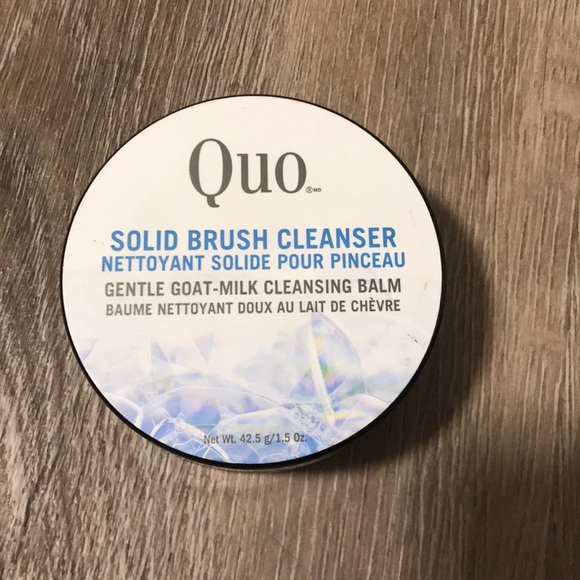 Quo®MD
SOLID BRUSH CLEANSER
NETTOYANT SOLIDE POUR PINCEAU
GENTLE GOAT-MILK CLEANSING BALM
BAUME NETTOYANT DOUX AU LAIT DE CHÈVRE
Net Wt. 42.5 g/1.5 Oz.